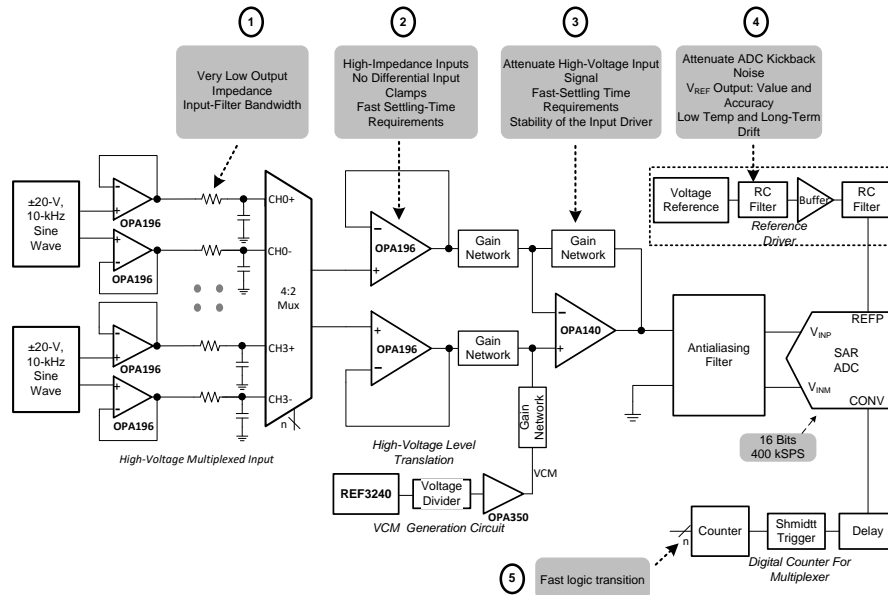 1
2
3
4
Very Low Output
Impedance
Input-Filter Bandwidth
High-Impedance Inputs
No Differential Input
Clamps
Fast Settling-Time
Requirements
Attenuate High-Voltage Input
Signal
Fast-Settling Time
Requirements
Stability of the Input Driver
Attenuate ADC Kickback
Noise
VREF Output: Value and
Accuracy
Low Temp and Long-Term
Drift
Voltage
Reference
RC
Filter
Buffer
RC
Filter
Reference
Driver
±20-V,
10-kHz
Sine
Wave
-
+
OPA196
+
-
OPA196
CH0+
CH0-
4:2
Mux
CH3+
CH3-
n
±20-V,
10-kHz
Sine
Wave
-
+
OPA196
+
-
OPA196
High-Voltage Multiplexed Input
-
OPA196
+
+
OPA196
-
High-Voltage Level
Translation
Gain
Network
Gain
Network
Gain
Network
-
OPA140
+
Gain
Network
VCM
REF3240
Voltage
Divider
OPA350
VCM Generation Circuit
Antialiasing
Filter
REFP
VINP
SAR
ADC
VINM
CONV
16 Bits
400 kSPS
n
Counter
Shmidtt
Trigger
Delay
Digital Counter For
Multiplexer
5
Fast logic transition